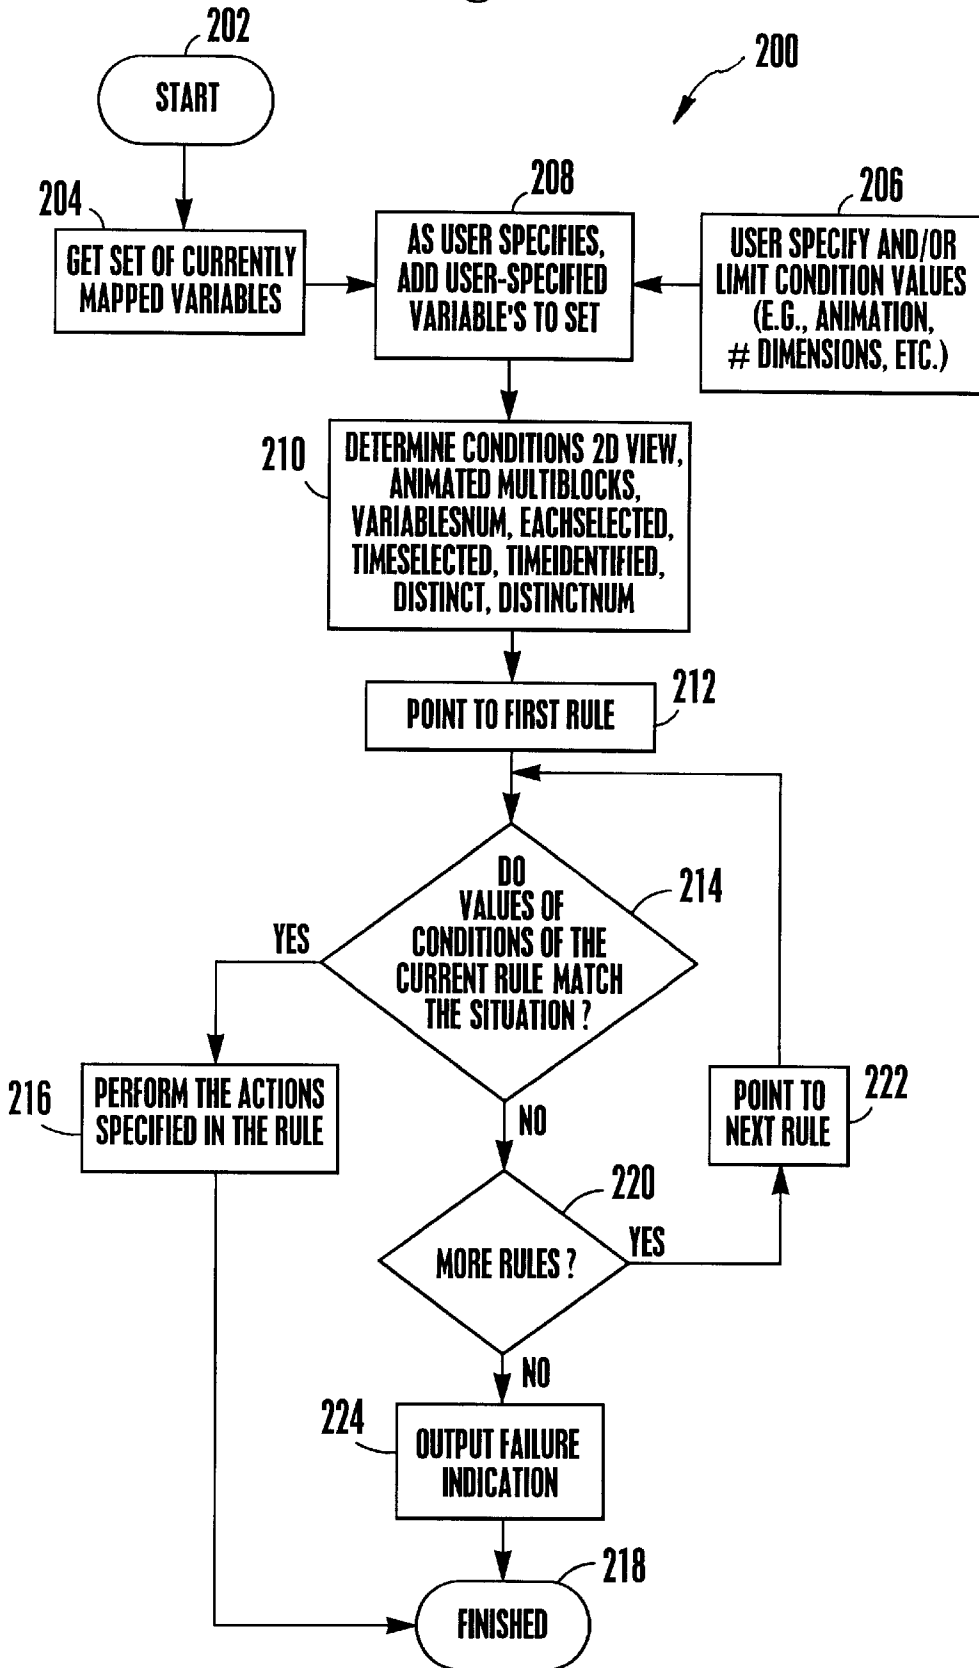 202
START
200
204
GET SET OF CURRENTLY
MAPPED VARIABLES
208
AS USER SPECIFIES,
ADD USER-SPECIFIED
VARIABLE'S TO SET
206
USER SPECIFY AND/OR
LIMIT CONDITION VALUES
(E.G., ANIMATION,
# DIMENSIONS, ETC.)
210
DETERMINE CONDITIONS 2D VIEW,
ANIMATED MULTIBLOCKS,
VARIABLESNUM, EACHSELECTED,
TIMESELECTED, TIMEIDENTIFIED,
DISTINCT, DISTINCTNUM
POINT TO FIRST RULE
212
DO
VALUES OF
CONDITIONS OF THE
CURRENT RULE MATCH
THE SITUATION ?
214
YES
216
PERFORM THE ACTIONS
SPECIFIED IN THE RULE
NO
POINT TO
NEXT RULE
222
220
MORE RULES ?
YES
NO
224
OUTPUT FAILURE
INDICATION
218
FINISHED